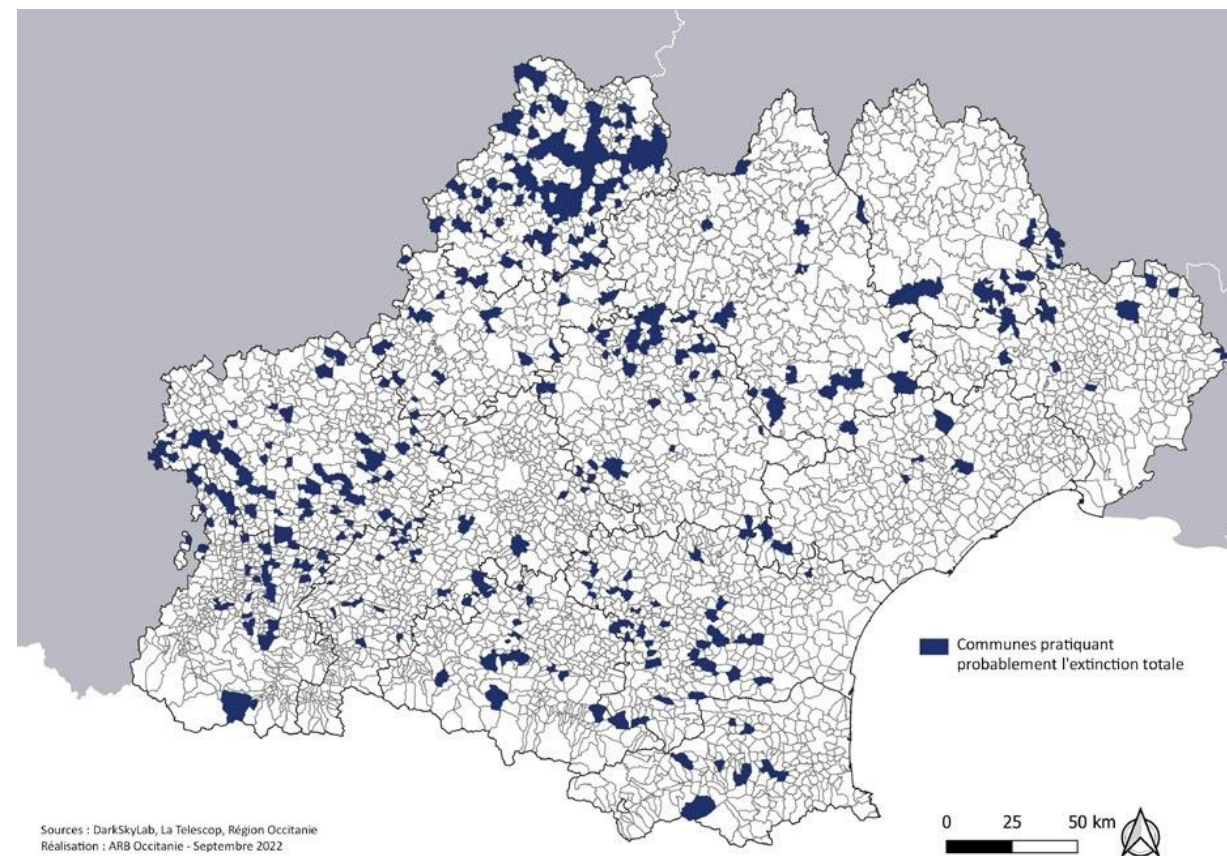 Communes pratiquant
probablement l'extinction totale
Sources : DarkSkyLab, La Telescop, Région Occitanie
Réalisation : ARB Occitanie - Septembre 2022
0 25 50 km